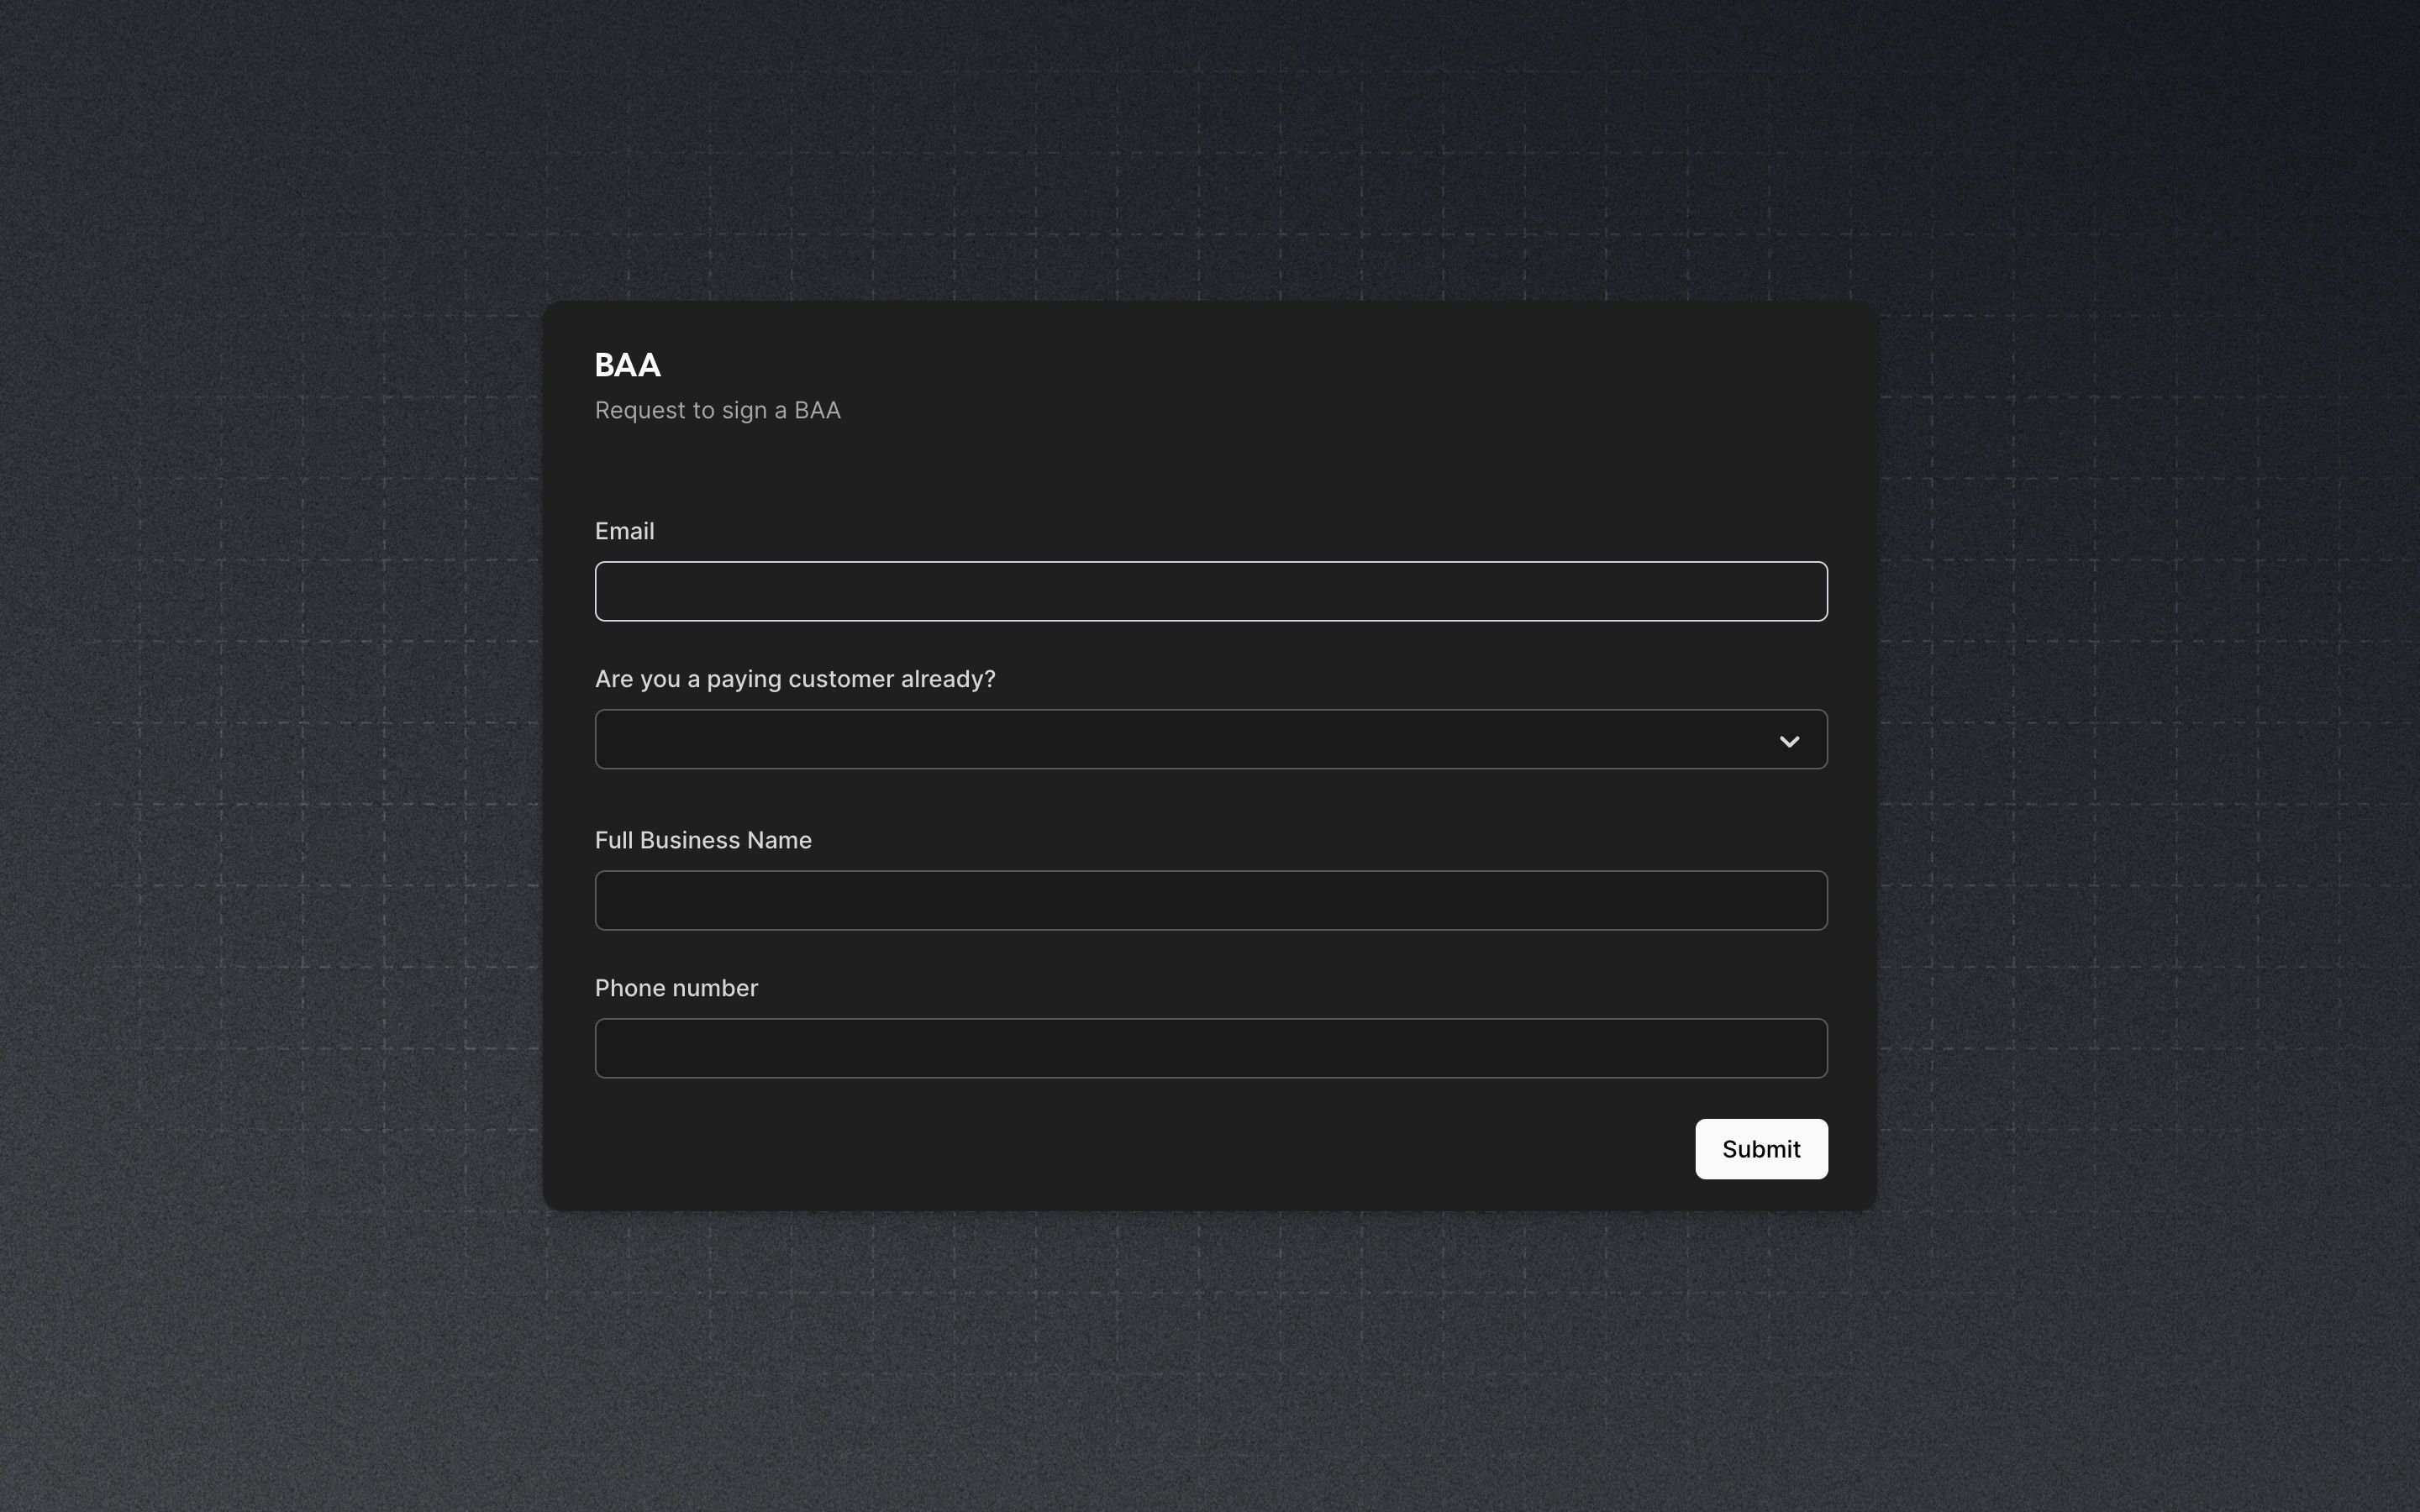 BAA
Request to sign a BAA
Email
Are you a paying customer already?
Full Business Name
Phone number
Submit